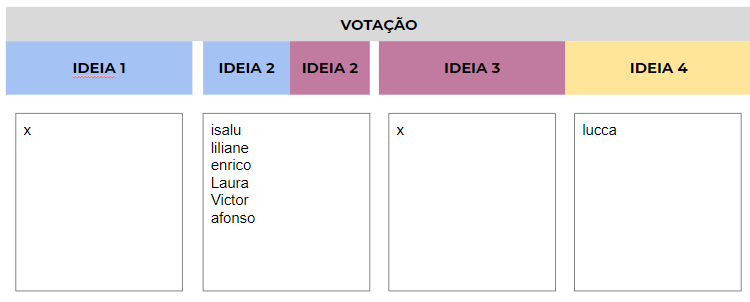 VOTAÇÃO
IDEIA 1
IDEIA 2
IDEIA 2
IDEIA 3
IDEIA 4
x
isalu
liliane
enrico
Laura
Victor
afonso
x
lucca